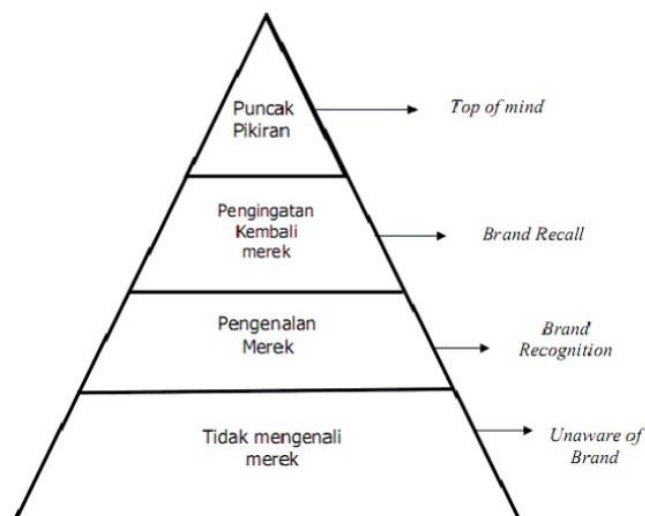 Puncak
Pikiran
Top of mind
Pengingatan
Kembali
merek
Brand Recall
Pengenalan
Merek
Brand
Recognition
Tidak mengenali
merek
Unaware of
Brand